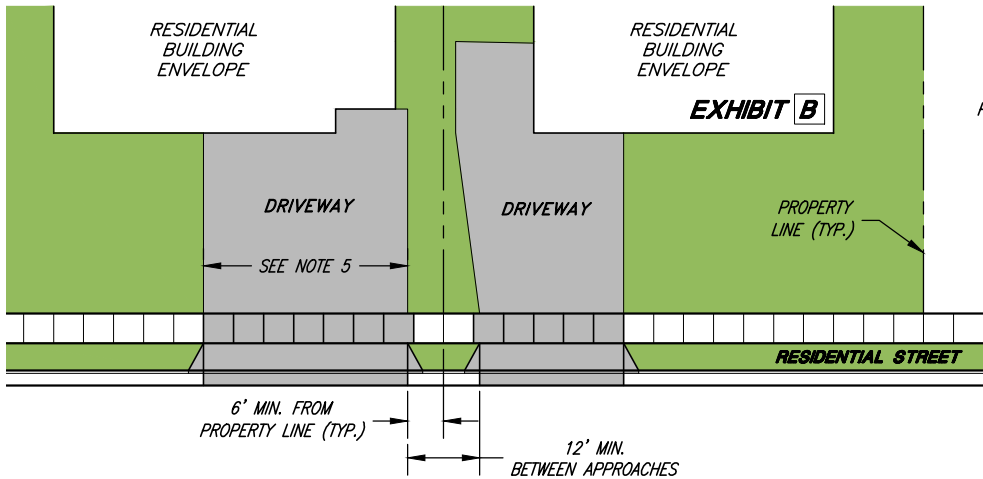 RESIDENTIAL
BUILDING
ENVELOPE
RESIDENTIAL
BUILDING
ENVELOPE
EXHIBIT B
DRIVEWAY
DRIVEWAY
PROPERTY
LINE (TYP.)
SEE NOTE 5
RESIDENTIAL STREET
6' MIN. FROM
PROPERTY LINE (TYP.)
12' MIN.
BETWEEN APPROACHES